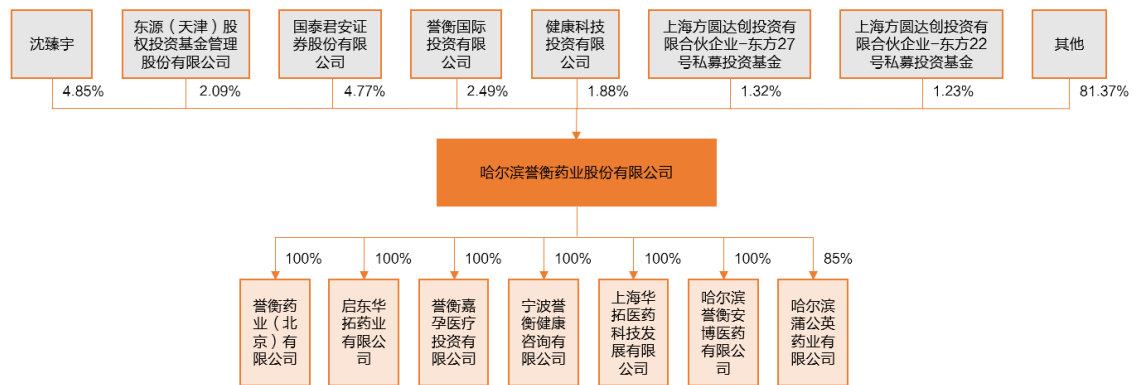 沈臻宇
东源（天津）股
权投资基金管理
股份有限公司
国泰君安证
券股份有限
公司
誉衡国际
投资有限
公司
健康科技
投资有限
公司
上海方圆达创投资有
限合伙企业–东方27
号私募投资基金
上海方圆达创投资有
限合伙企业–东方22
号私募投资基金
其他
4.85%
2.09%
4.77%
2.49%
1.88%
1.32%
1.23%
81.37%
哈尔滨誉衡药业股份有限公司
100%
100%
100%
100%
100%
100%
85%
誉衡药
业（北
京）有
限公司
启东华
拓药业
有限公
司
誉衡嘉
孕医疗
投资有
限公司
宁波誉
衡健康
咨询有
限公司
上海华
拓医药
科技发
展有限
公司
哈尔滨
誉衡安
博医药
有限公
司
哈尔滨
蒲公英
药业有
限公司